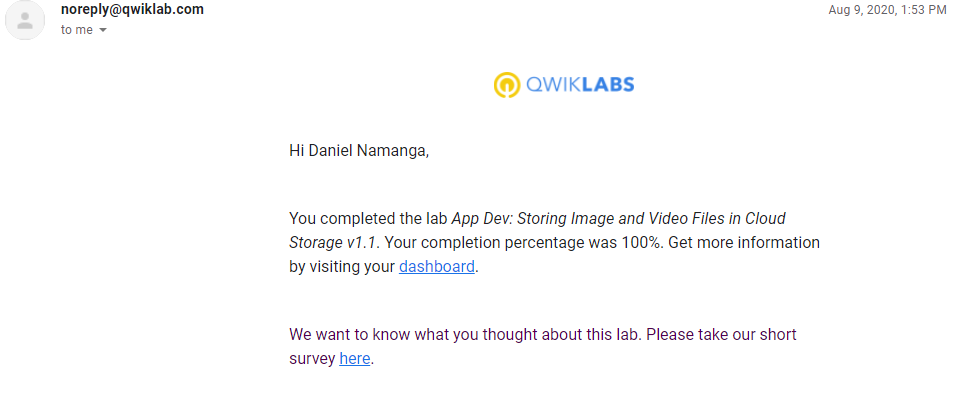 noreply@qwiklab.com
Aug 9, 2020, 1:53 PM
to me
QWIKLABS
Hi Daniel Namanga,
You completed the lab App Dev: Storing Image and Video Files in Cloud
Storage v1.1. Your completion percentage was 100%. Get more information
by visiting your dashboard.
We want to know what you thought about this lab. Please take our short
survey here.